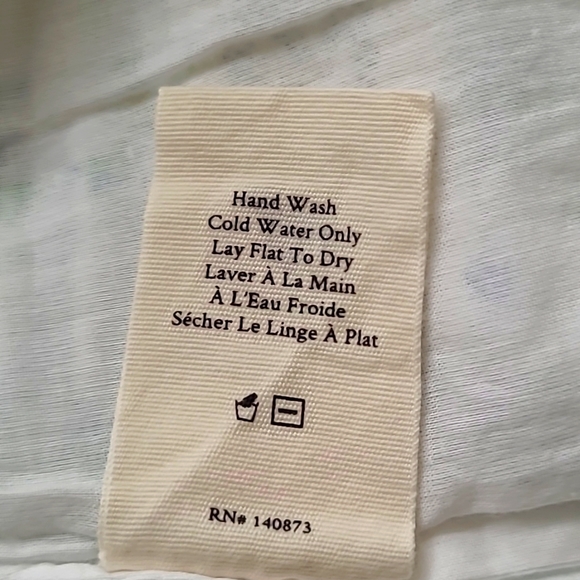 Hand Wash
Cold Water Only
Lay Flat To Dry
Laver À La Main
À L'Eau Froide
Sécher Le Linge À Plat
RN# 140873